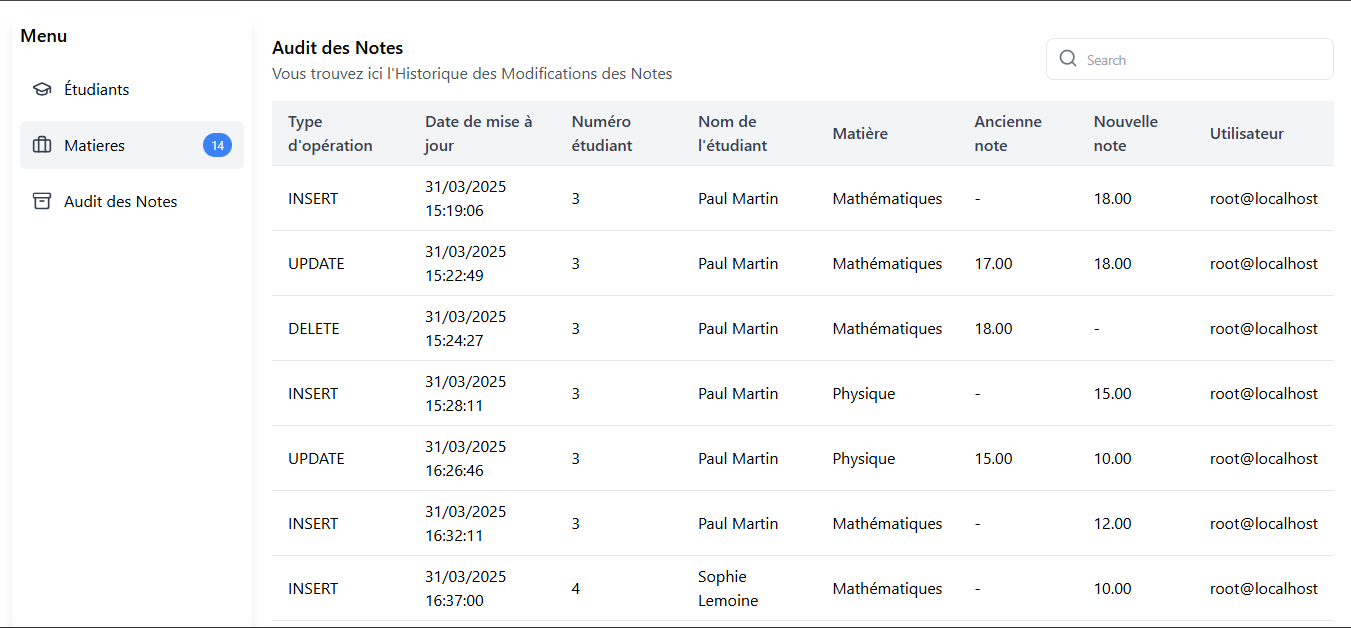 Menu
Étudiants
Matieres 14
Audit des Notes
Audit des Notes
Vous trouvez ici l'Historique des Modifications des Notes
Search
Type d'opération Date de mise à jour Numéro étudiant Nom de l'étudiant Matière Ancienne note Nouvelle note Utilisateur
INSERT 31/03/2025 15:19:06 3 Paul Martin Mathématiques - 18.00 root@localhost
UPDATE 31/03/2025 15:22:49 3 Paul Martin Mathématiques 17.00 18.00 root@localhost
DELETE 31/03/2025 15:24:27 3 Paul Martin Mathématiques 18.00 - root@localhost
INSERT 31/03/2025 15:28:11 3 Paul Martin Physique - 15.00 root@localhost
UPDATE 31/03/2025 16:26:46 3 Paul Martin Physique 15.00 10.00 root@localhost
INSERT 31/03/2025 16:32:11 3 Paul Martin Mathématiques - 12.00 root@localhost
INSERT 31/03/2025 16:37:00 4 Sophie Lemoine Mathématiques - 10.00 root@localhost